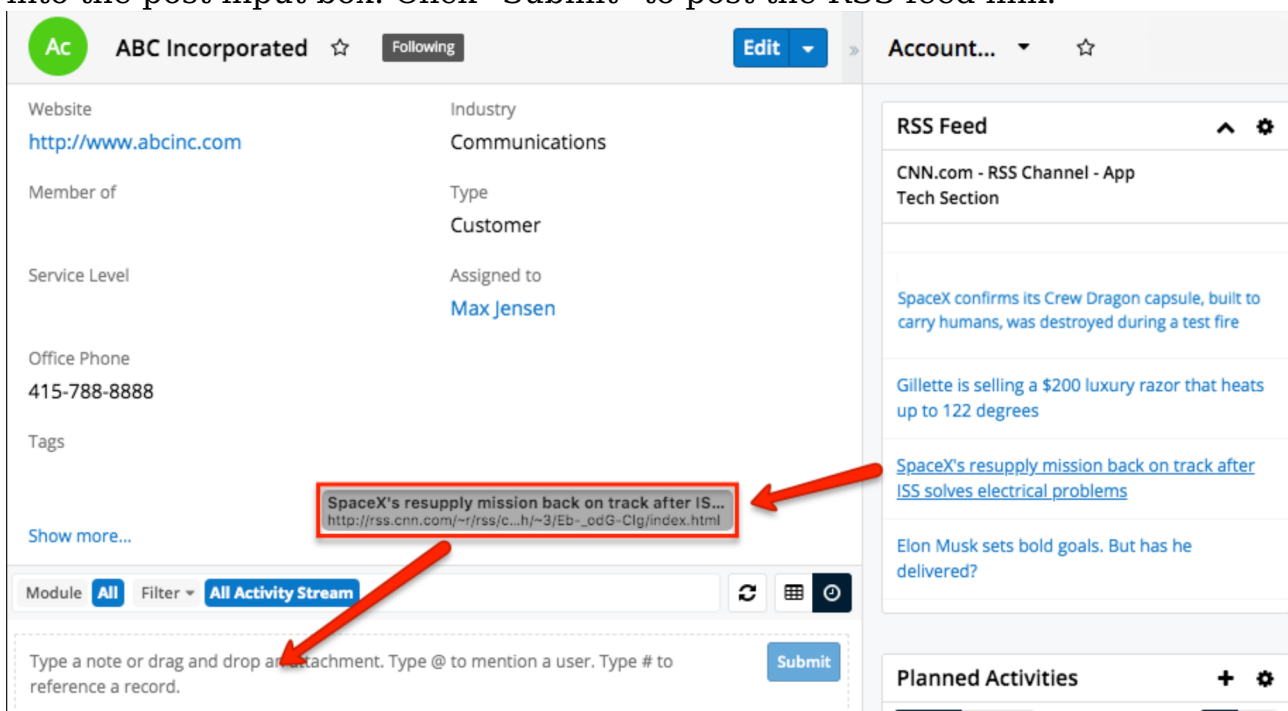 into the post input box. Click "Submit" to post the RSS feed link.
Ac ABC Incorporated Following Edit » Account...
Website
http://www.abcinc.com
Industry
Communications
Member of
Type
Customer
Service Level
Assigned to
Max Jensen
Office Phone
415-788-8888
Tags
SpaceX's resupply mission back on track after IS...
http://rss.cnn.com/~r/rss/c...h/~3/Eb-_odG-CIg/index.html
Show more...
Module All Filter All Activity Stream
Type a note or drag and drop an attachment. Type @ to mention a user. Type # to
reference a record.
Submit
RSS Feed
CNN.com - RSS Channel - App
Tech Section
SpaceX confirms its Crew Dragon capsule, built to
carry humans, was destroyed during a test fire
Gillette is selling a $200 luxury razor that heats
up to 122 degrees
SpaceX's resupply mission back on track after
ISS solves electrical problems
Elon Musk sets bold goals. But has he
delivered?
Planned Activities